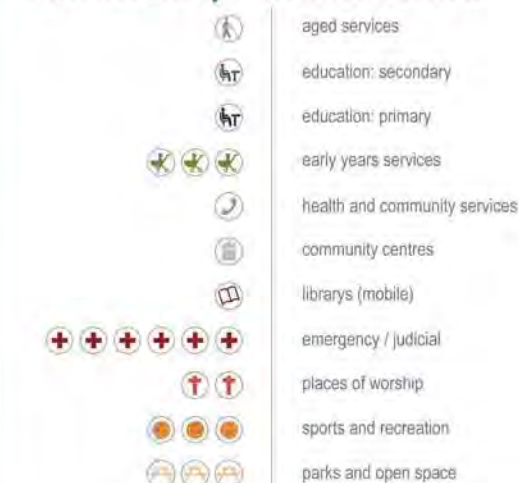 aged services
education: secondary
education: primary
early years services
health and community services
community centres
librarys (mobile)
emergency / judicial
places of worship
sports and recreation
parks and open space